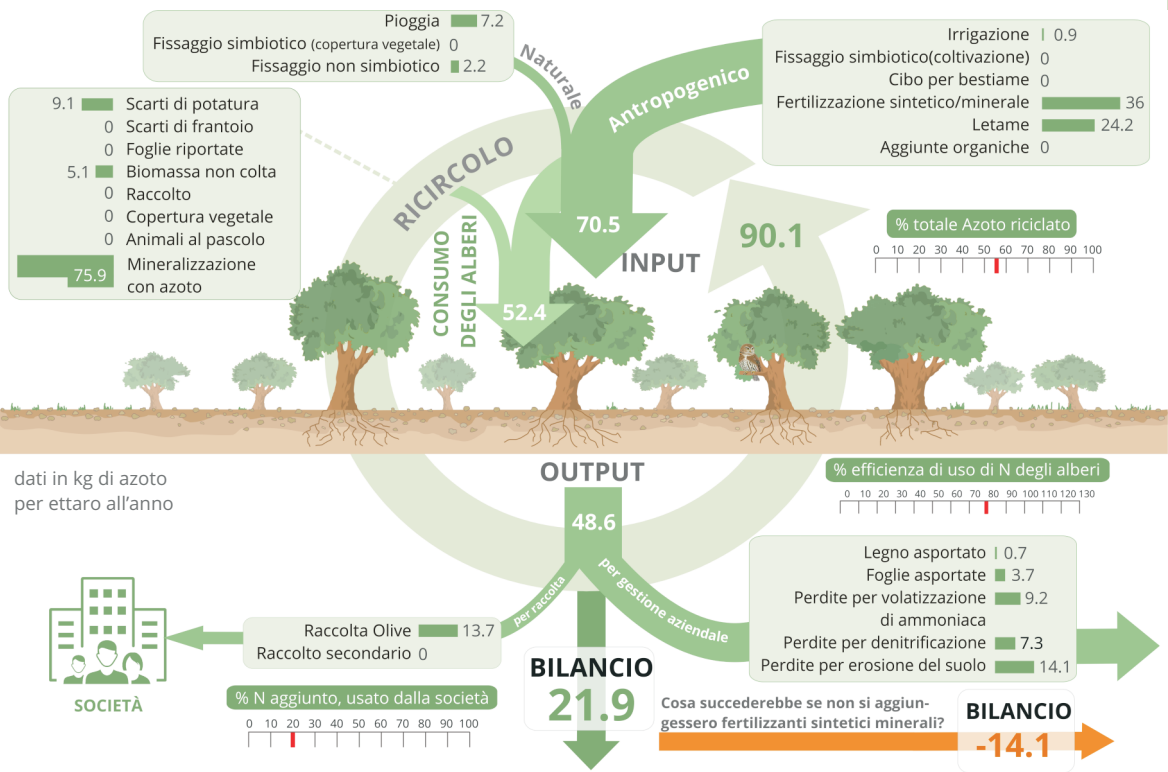 Pioggia 7.2
Fissaggio simbiotico (copertura vegetale) 0
Fissaggio non simbiotico 2.2
Naturale
Antropogenico
Irrigazione 0.9
Fissaggio simbiotico(coltivazione) 0
Cibo per bestiame 0
Fertilizzazione sintetico/minerale 36
Letame 24.2
Aggiunte organiche 0
9.1 Scarti di potatura
0 Scarti di frantoio
0 Foglie riportate
5.1 Biomassa non colta
0 Raccolto
0 Copertura vegetale
0 Animali al pascolo
75.9 Mineralizzazione
con azoto
RICIRCOLO
CONSUMO
DEGLI ALBERI
70.5
INPUT
52.4
90.1
% totale Azoto riciclato
0 10 20 30 40 50 60 70 80 90 100
dati in kg di azoto
per ettaro all'anno
OUTPUT
48.6
% efficienza di uso di N degli alberi
0 10 20 30 40 50 60 70 80 90 100 110 120 130
per raccolta
per gestione aziendale
Legno asportato 0.7
Foglie asportate 3.7
Perdite per volatizzazione 9.2
di ammoniaca
Perdite per denitrificazione 7.3
Perdite per erosione del suolo 14.1
SOCIETÀ
Raccolta Olive 13.7
Raccolto secondario 0
% N aggiunto, usato dalla società
0 10 20 30 40 50 60 70 80 90 100
BILANCIO
21.9
Cosa succederebbe se non si aggiun-
gessero fertilizzanti sintetici minerali?
BILANCIO
-14.1